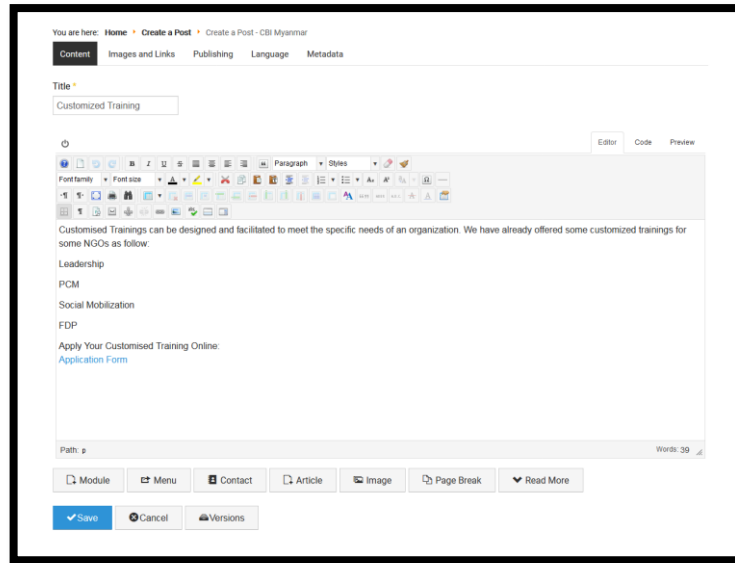 You are here: Home Create a Post Create a Post - CBI Myanmar
Content Images and Links Publishing Language Metadata
Title *
Customized Training
Editor Code Preview
Paragraph Styles
Font family Font size
Customised Trainings can be designed and facilitated to meet the specific needs of an organization. We have already offered some customized trainings for
some NGOs as follow:
Leadership
PCM
Social Mobilization
FDP
Apply Your Customised Training Online:
Application Form
Path: p Words: 39
Module Menu Contact Article Image Page Break Read More
Save Cancel Versions